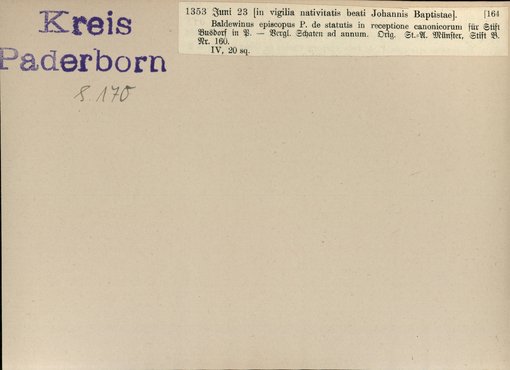 Kreis
Paderborn
S. 170
1353 Juni 23 [in vigilia nativitatis beati Johannis Baptistae]. [164
Baldewinus episcopus P. de statutis in receptione canonicorum für Stift
Busdorf in P. — Vergl. Schaten ad annum. Orig. St.-A. Münster, Stift B.
Nr. 160.
IV, 20 sq.